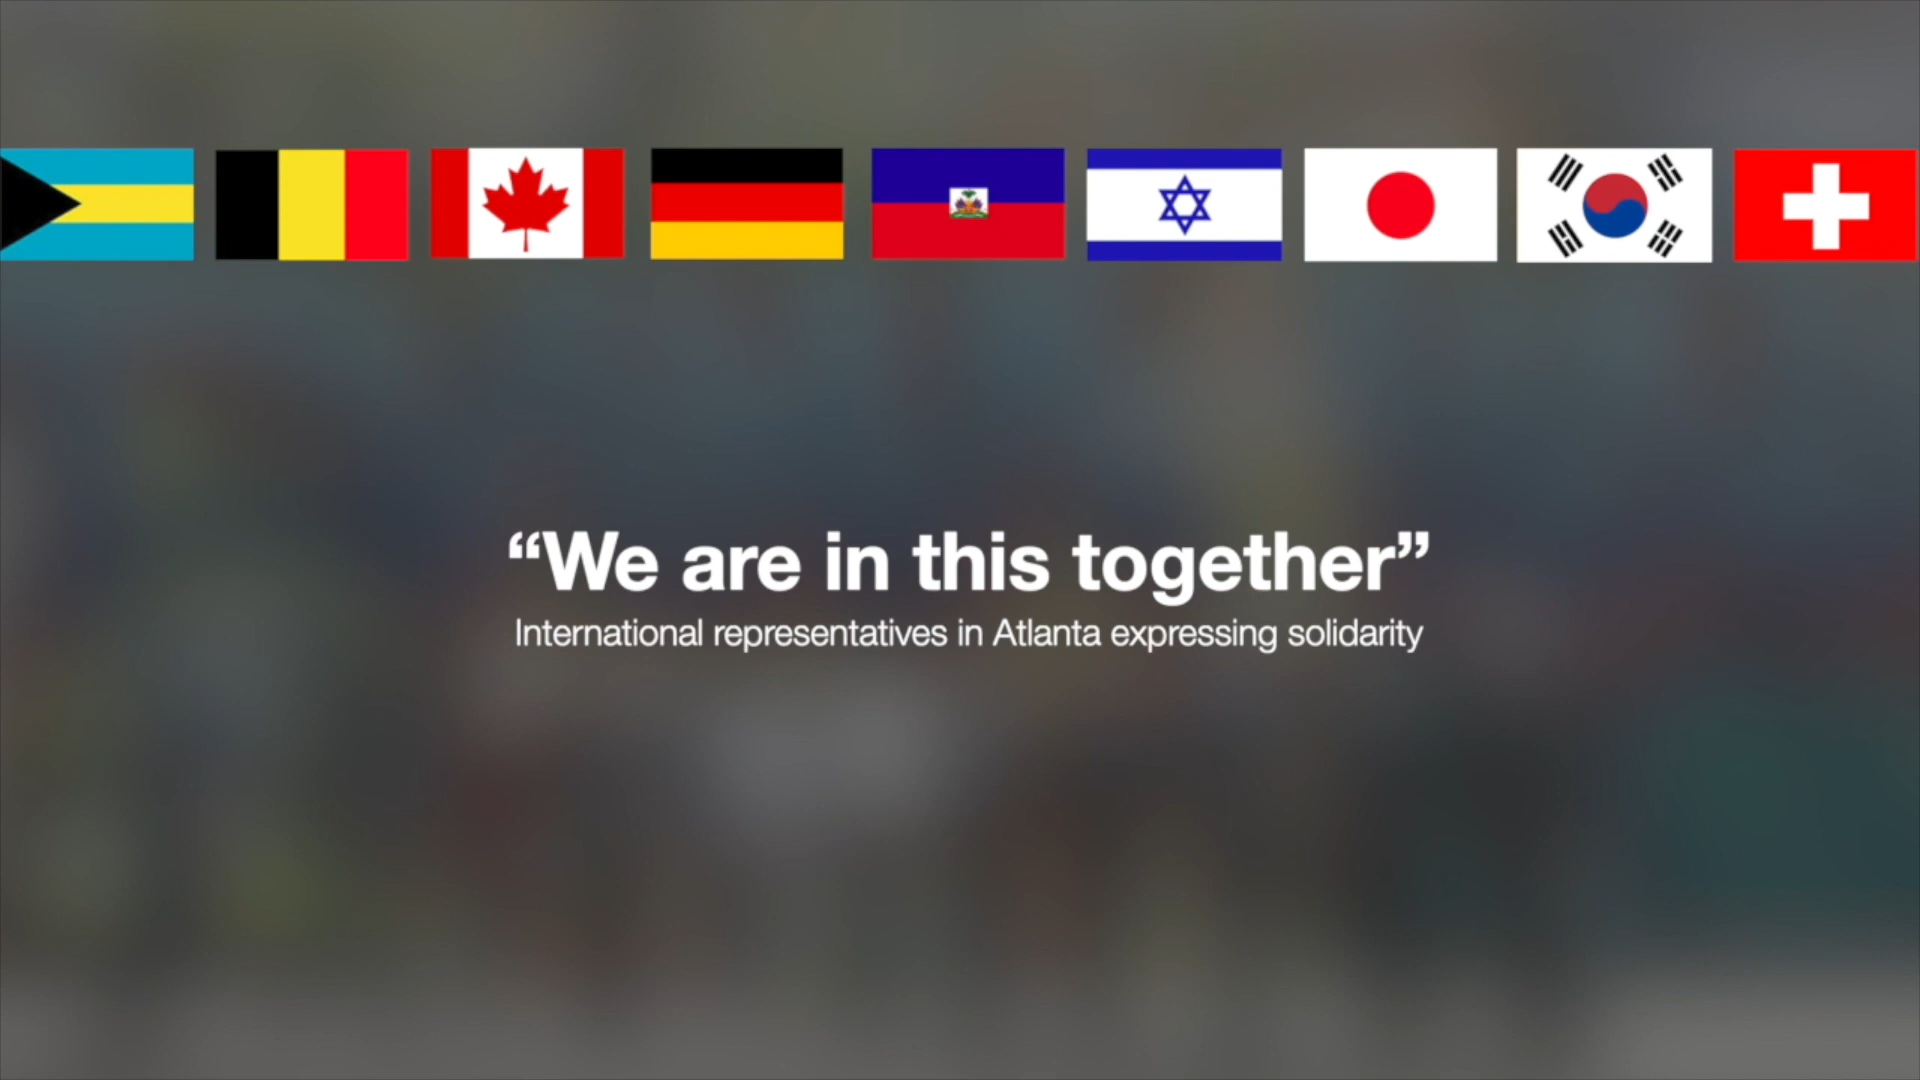 “We are in this together”
International representatives in Atlanta expressing solidarity